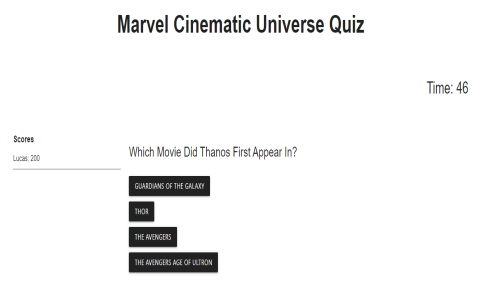 Marvel Cinematic Universe Quiz
Time: 46
Scores
Lucas: 200
Which Movie Did Thanos First Appear In?
GUARDIANS OF THE GALAXY
THOR
THE AVENGERS
THE AVENGERS AGE OF ULTRON